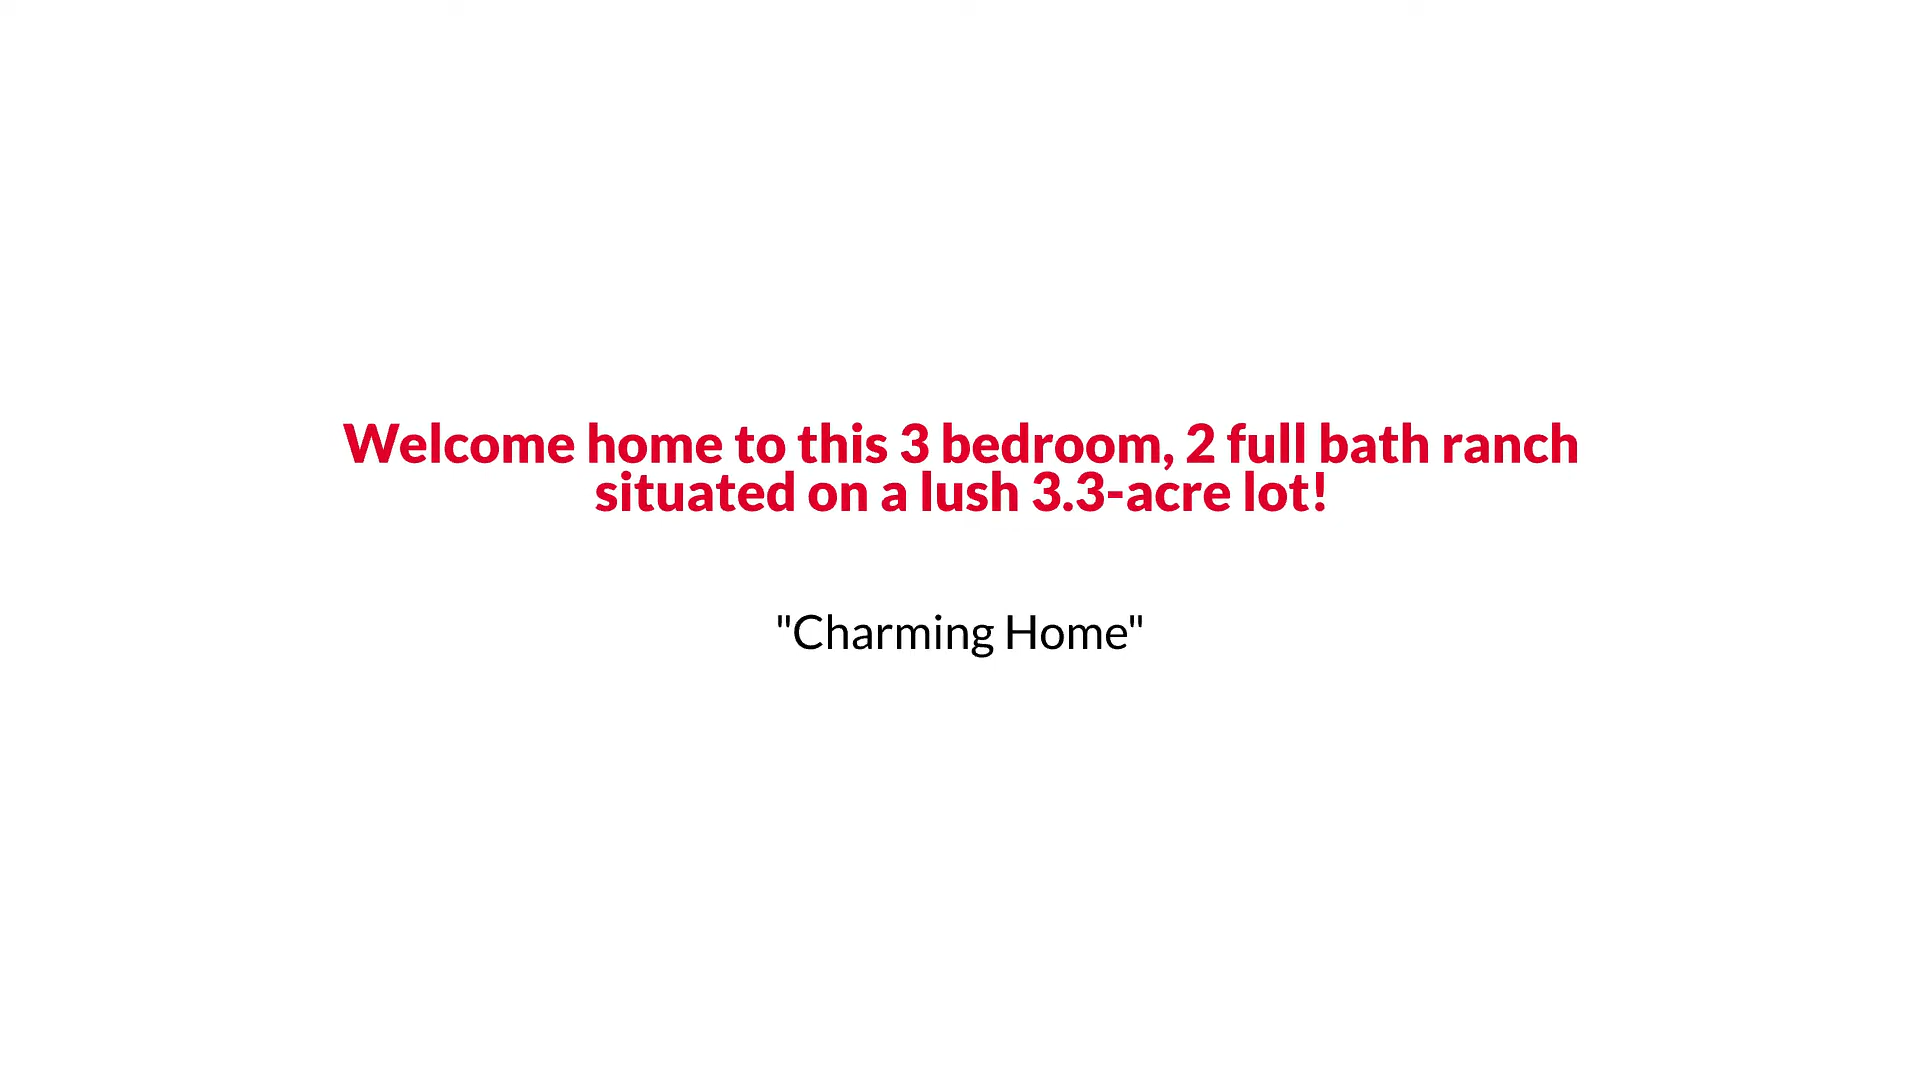 Welcome home to this 3 bedroom, 2 full bath ranch
situated on a lush 3.3-acre lot!
"Charming Home"